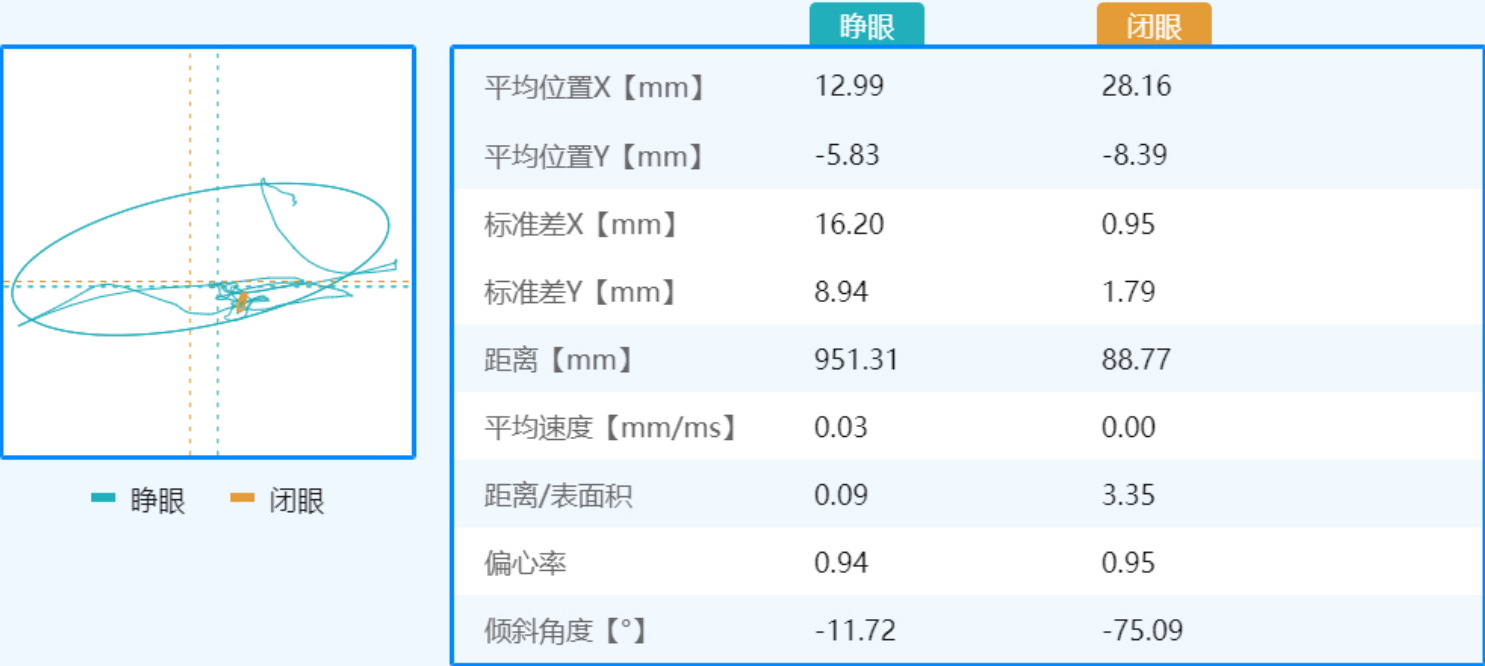 睁眼 闭眼
平均位置X【mm】 12.99 28.16
平均位置Y【mm】 -5.83 -8.39
标准差X【mm】 16.20 0.95
标准差Y【mm】 8.94 1.79
距离【mm】 951.31 88.77
平均速度【mm/ms】 0.03 0.00
距离/表面积 0.09 3.35
偏心率 0.94 0.95
倾斜角度【°】 -11.72 -75.09
睁眼 闭眼